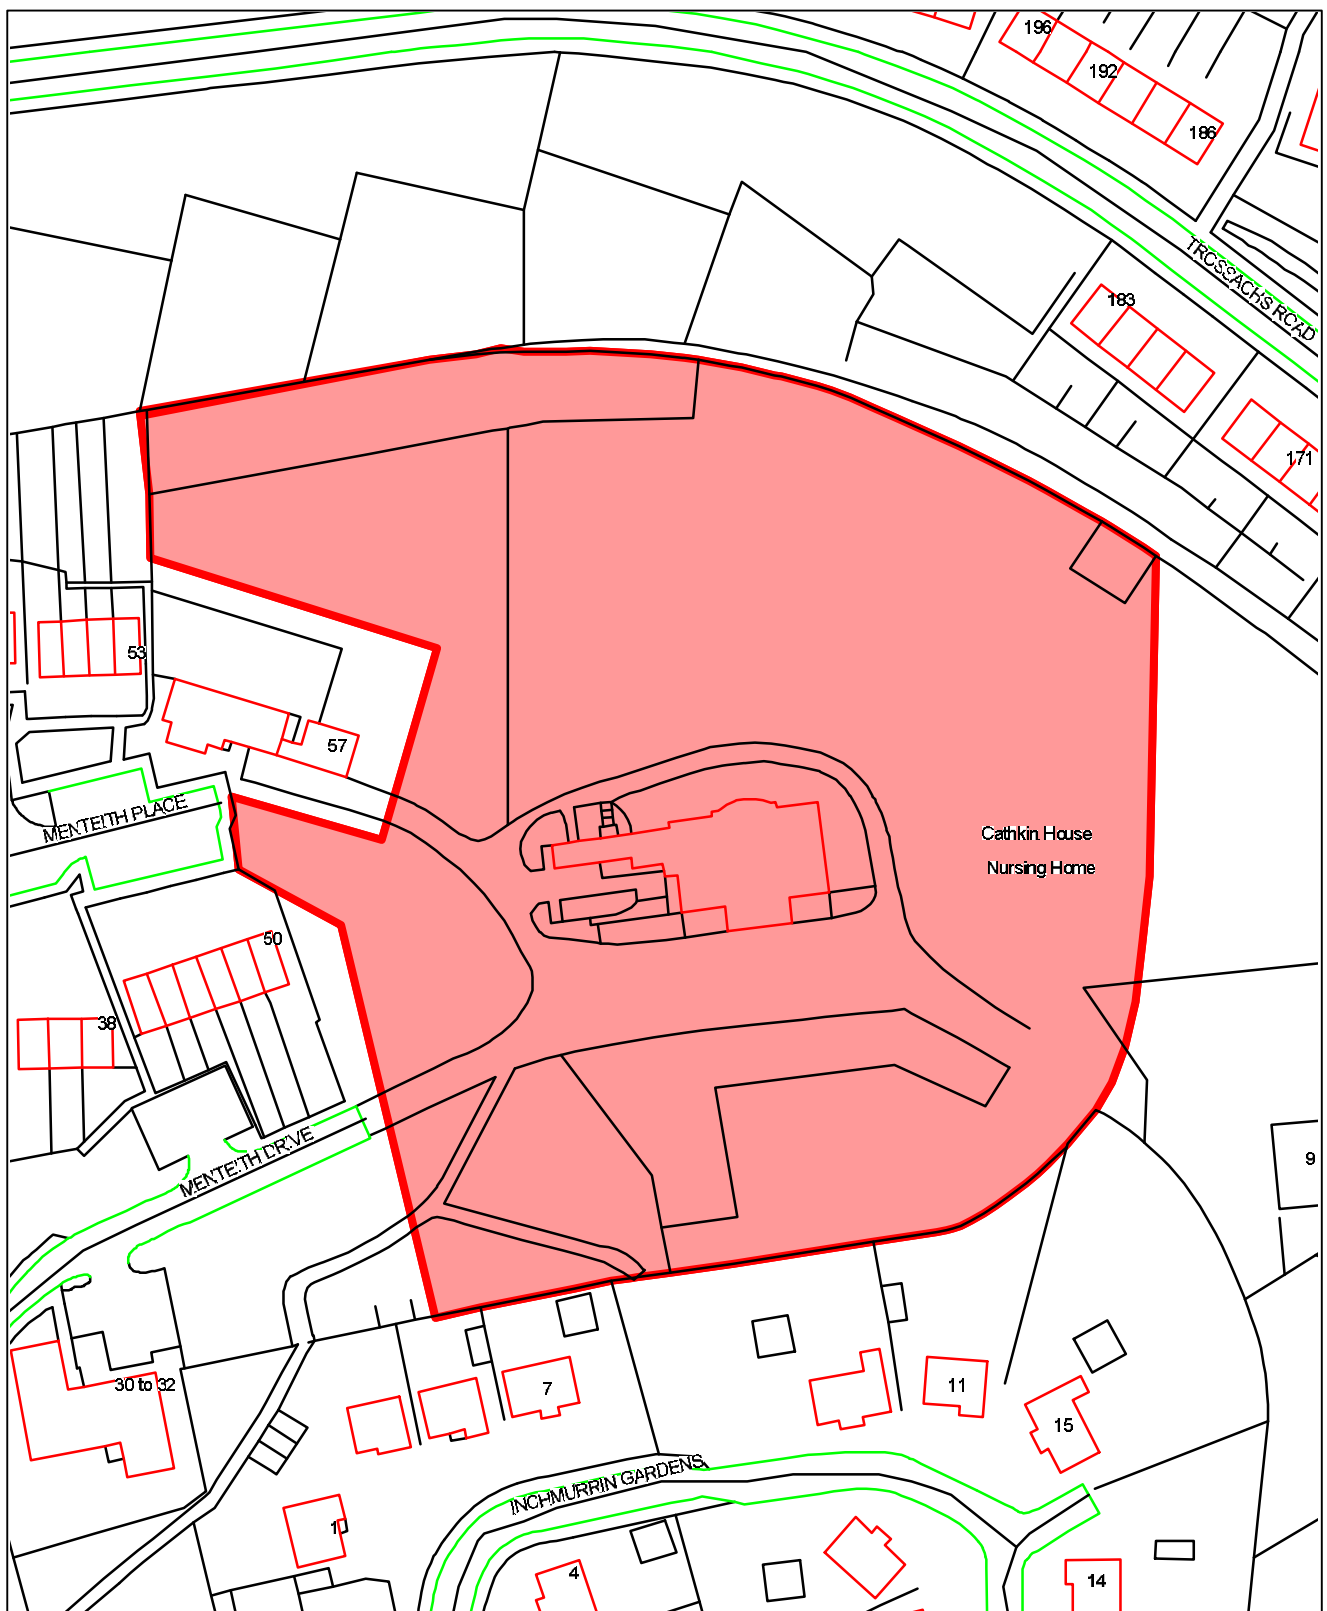 196
192
186
TROSSACHS ROAD
183
171
53
57
MENTEITH PLACE
Cathkin House
Nursing Home
50
38
MENTEITH DRIVE
9
30 to 32
7
11
15
INCHMURRIN GARDENS
1
4
14